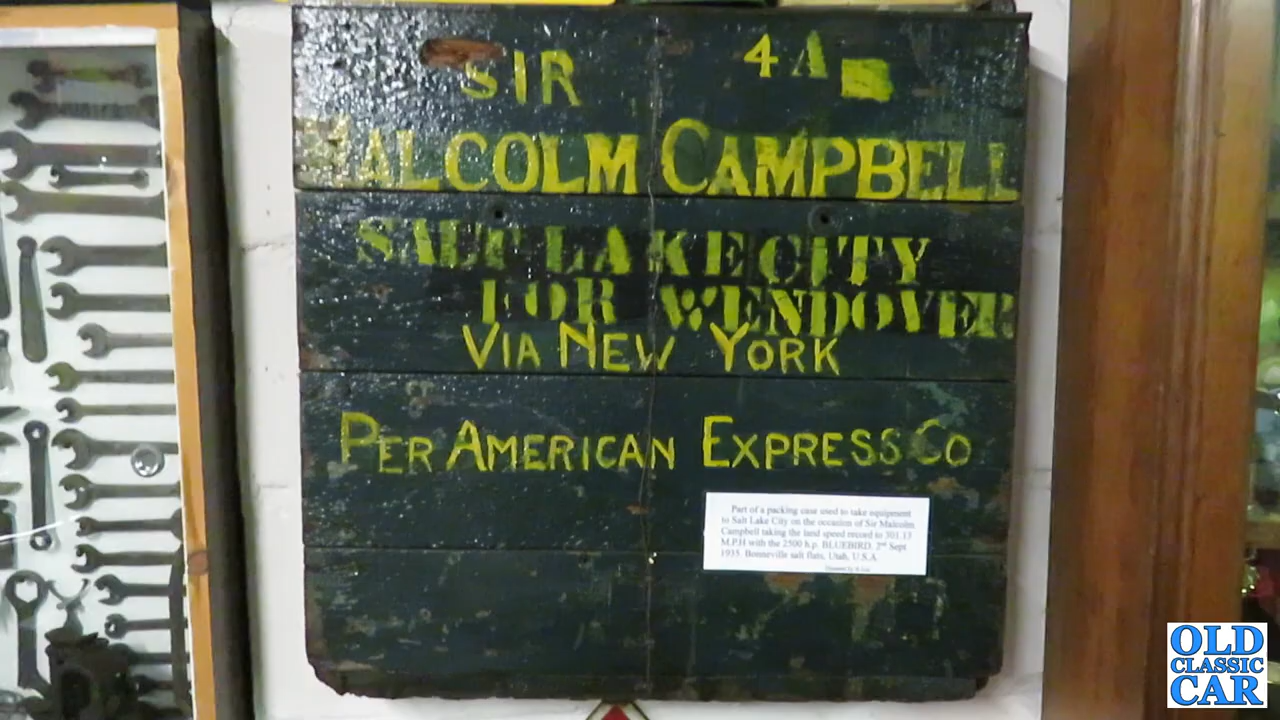 SIR 4A
MALCOLM CAMPBELL
SALT LAKE CITY
FOR WENDOVER
VIA NEW YORK
PER AMERICAN EXPRESS CO
Part of a packing case used to take equipment
to Salt Lake City on the occasion of Sir Malcolm
Campbell taking the land speed record to 301.13
M.P.H with the 2500 h.p. BLUEBIRD. 2nd Sept
1935. Bonneville salt flats, Utah, U.S.A.
OLD
CLASSIC
CAR